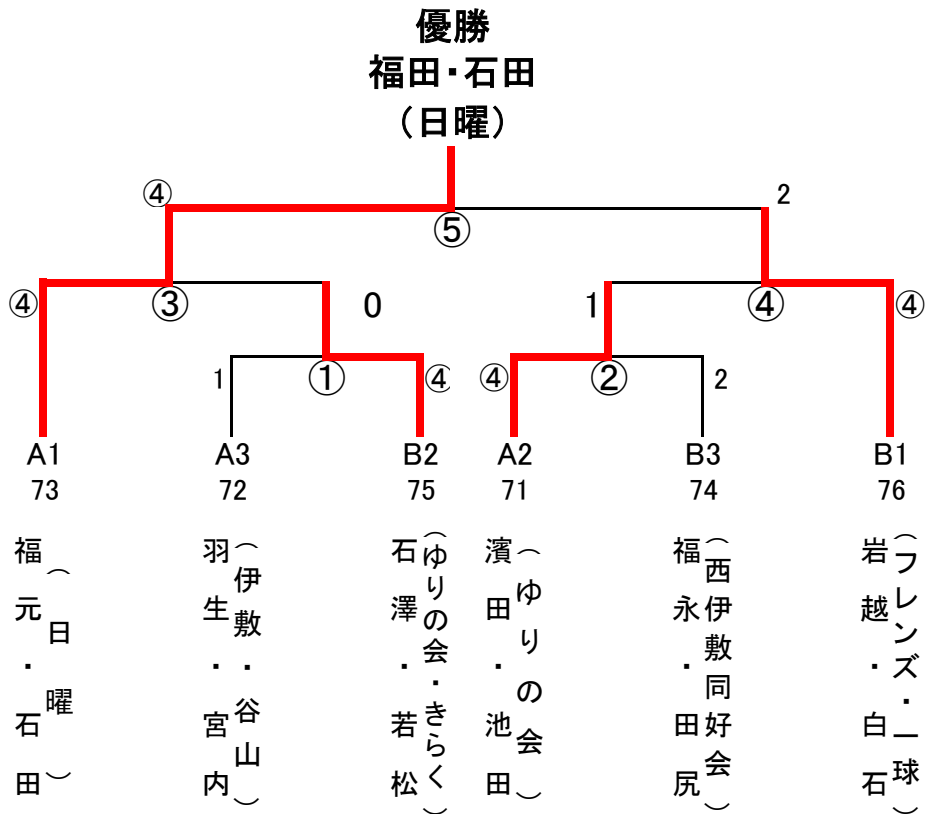 優勝
福田・石田
（日曜）
④
2
⑤
④
③
0
1
④
④
1
①
④
④
②
2
A1
A3
B2
A2
B3
B1
73
72
75
71
74
76
福元・石田
（日曜）
羽生・宮内
（伊敷・谷山）
石澤・若松
（ゆりの会・きらく）
濱田・池田
（ゆりの会）
福永・田尻
（西伊敷同好会）
岩越・白石
（フレンズ・一球）